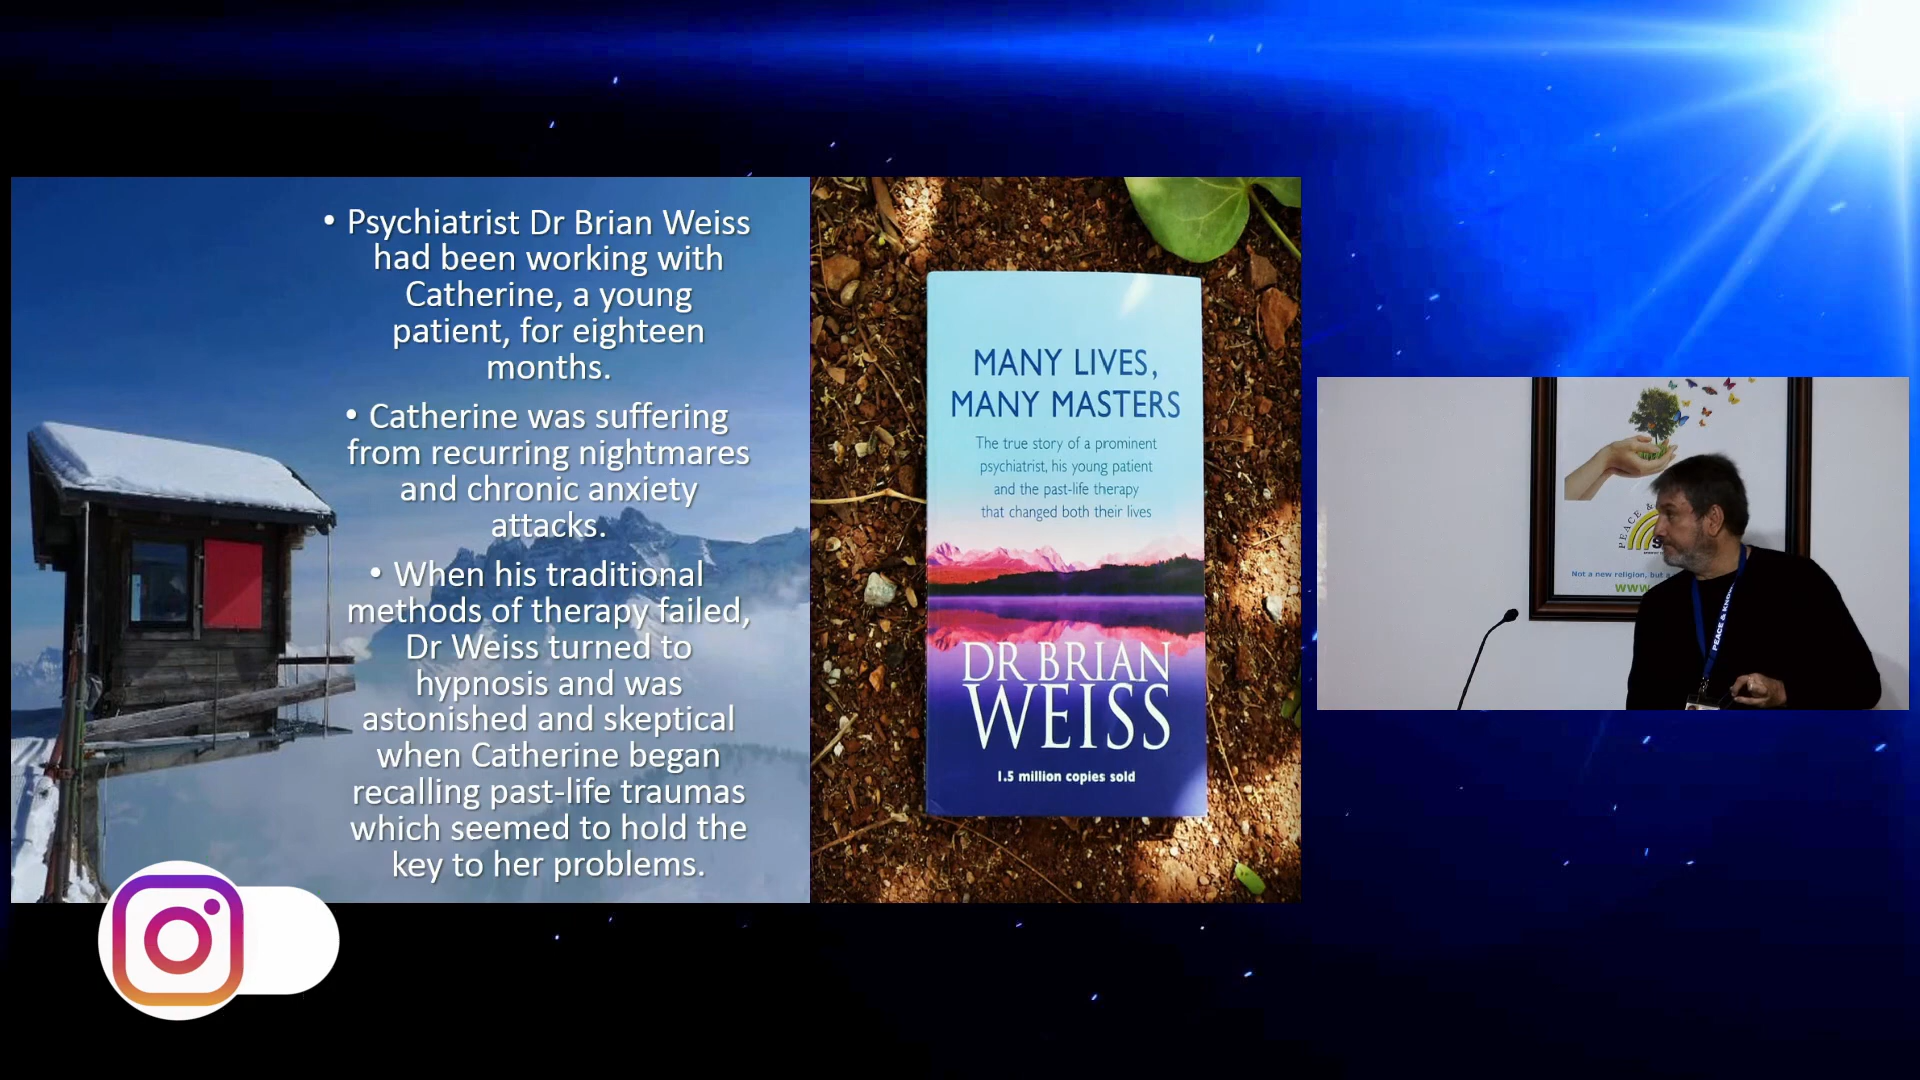 • Psychiatrist Dr Brian Weiss
had been working with
Catherine, a young
patient, for eighteen
months.
• Catherine was suffering
from recurring nightmares
and chronic anxiety
attacks.
• When his traditional
methods of therapy failed,
Dr Weiss turned to
hypnosis and was
astonished and skeptical
when Catherine began
recalling past-life traumas
which seemed to hold the
key to her problems.
MANY LIVES,
MANY MASTERS
The true story of a prominent
psychiatrist, his young patient
and the past-life therapy
that changed both their lives
DR BRIAN
WEISS
1.5 million copies sold
PEACE &
Not a new religion, but a
www.
PEACE &